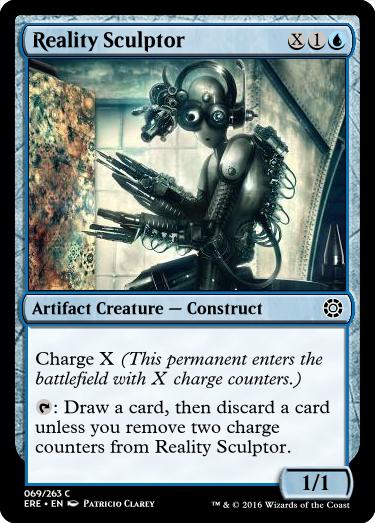 Reality Sculptor X 1
Artifact Creature — Construct
Charge X (This permanent enters the
battlefield with X charge counters.)
: Draw a card, then discard a card
unless you remove two charge
counters from Reality Sculptor.
1/1
069/263 C
ERE • EN Patricio Clarey
™ & © 2016 Wizards of the Coast